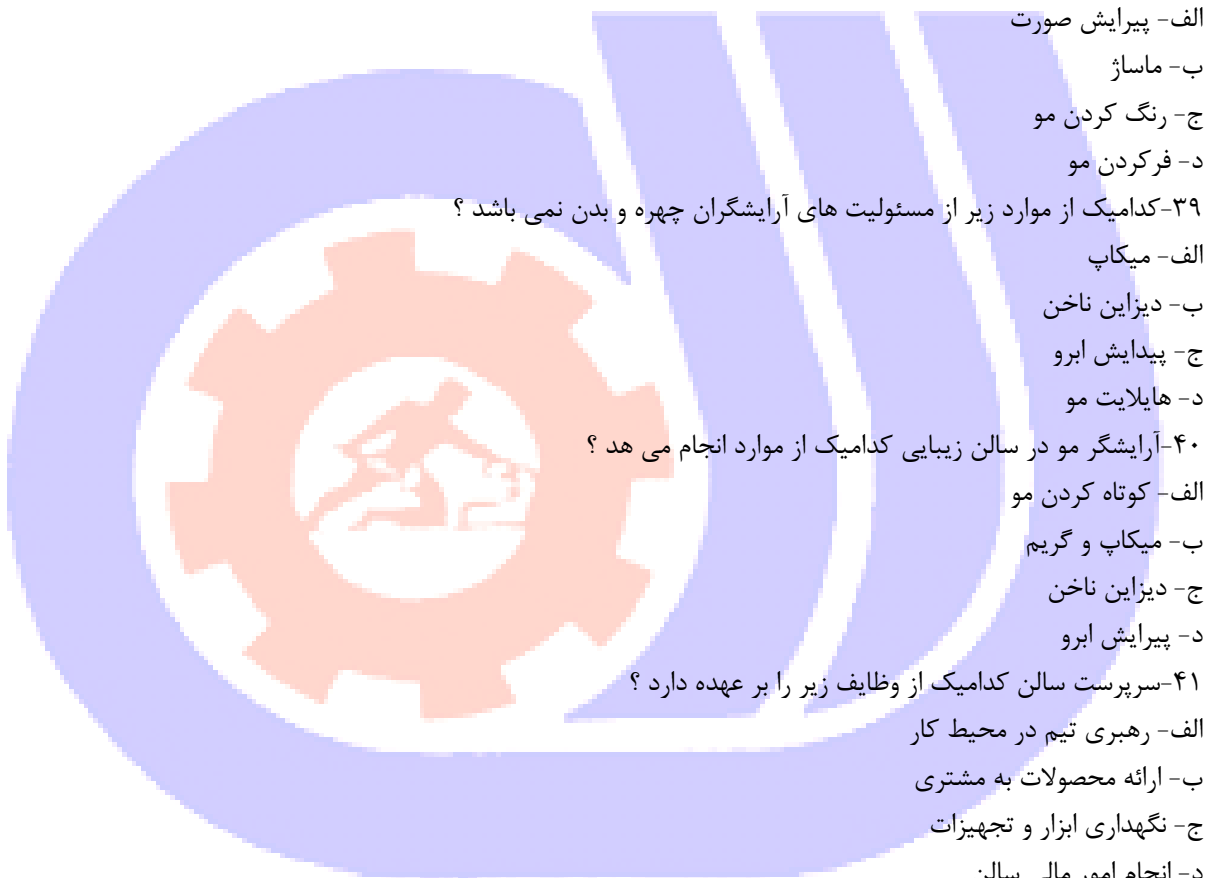 الف- پیرایش صورت
ب- ماساژ
ج- رنگ کردن مو
د- فرکردن مو
۳۹-کدامیک از موارد زیر از مسئولیت های آرایشگران چهره و بدن نمی باشد ؟
الف- میکاپ
ب- دیزاین ناخن
ج- پیدایش ابرو
د- هایلایت مو
۴۰-آرایشگر مو در سالن زیبایی کدامیک از موارد انجام می هد ؟
الف- کوتاه کردن مو
ب- میکاپ و گریم
ج- دیزاین ناخن
د- پیرایش ابرو
۴۱-سرپرست سالن کدامیک از وظایف زیر را بر عهده دارد ؟
الف- رهبری تیم در محیط کار
ب- ارائه محصولات به مشتری
ج- نگهداری ابزار و تجهیزات
د- انجام امور مالی سالن